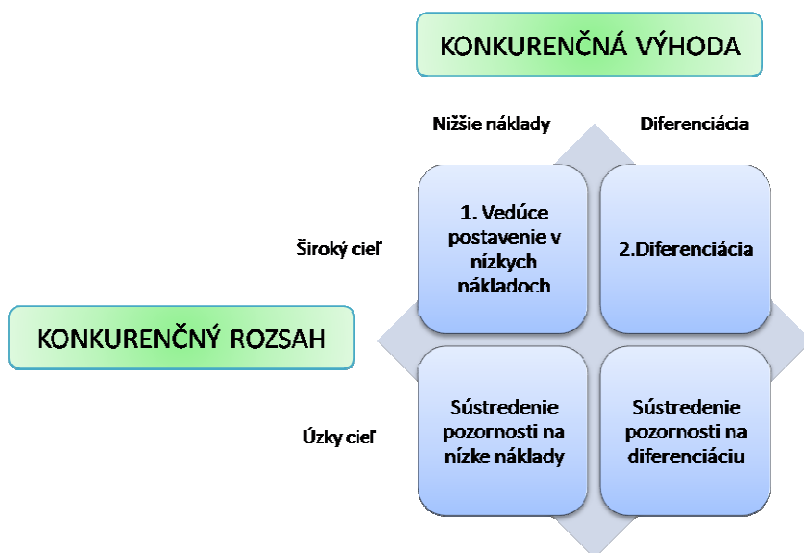 KONKURENČNÁ VÝHODA
Nižšie náklady
Diferenciácia
Široký cieľ
1. Vedúce
postavenie v
nízkych
nákladoch
2.Diferenciácia
KONKURENČNÝ ROZSAH
Úzky cieľ
Sústredenie
pozornosti na
nízke náklady
Sústredenie
pozornosti na
diferenciáciu